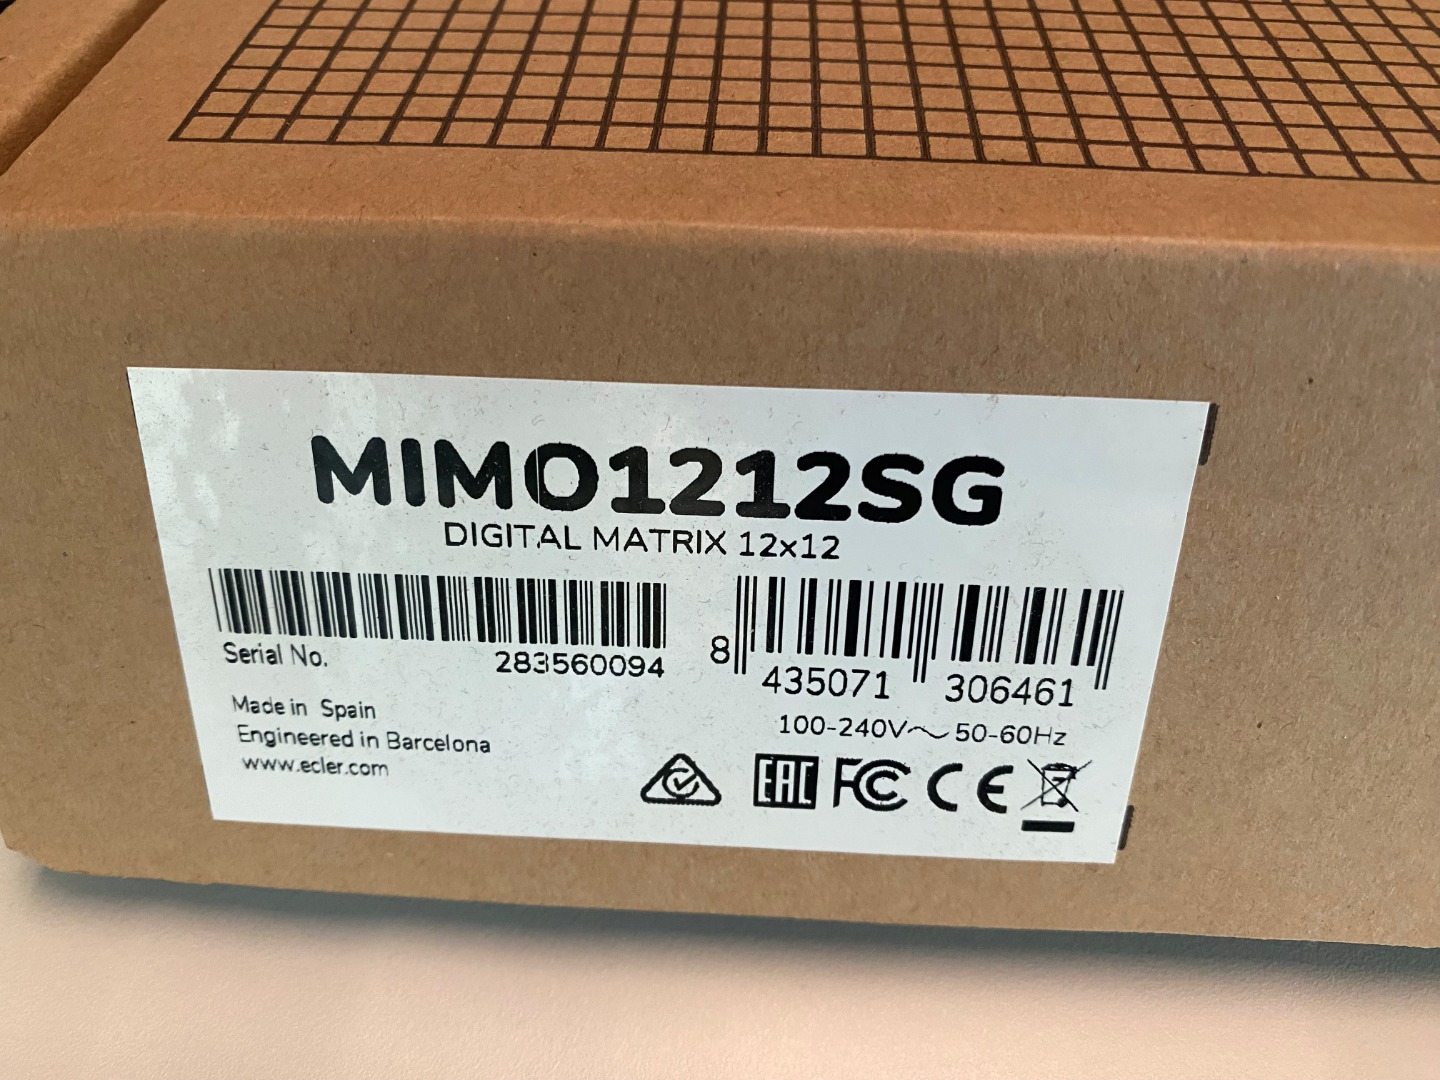 MIMO1212SG
DIGITAL MATRIX 12x12
Serial No. 283560094
8 435071 306461
Made in Spain
Engineered in Barcelona
www.ecler.com
100-240V~ 50-60Hz
EAC FCC CE